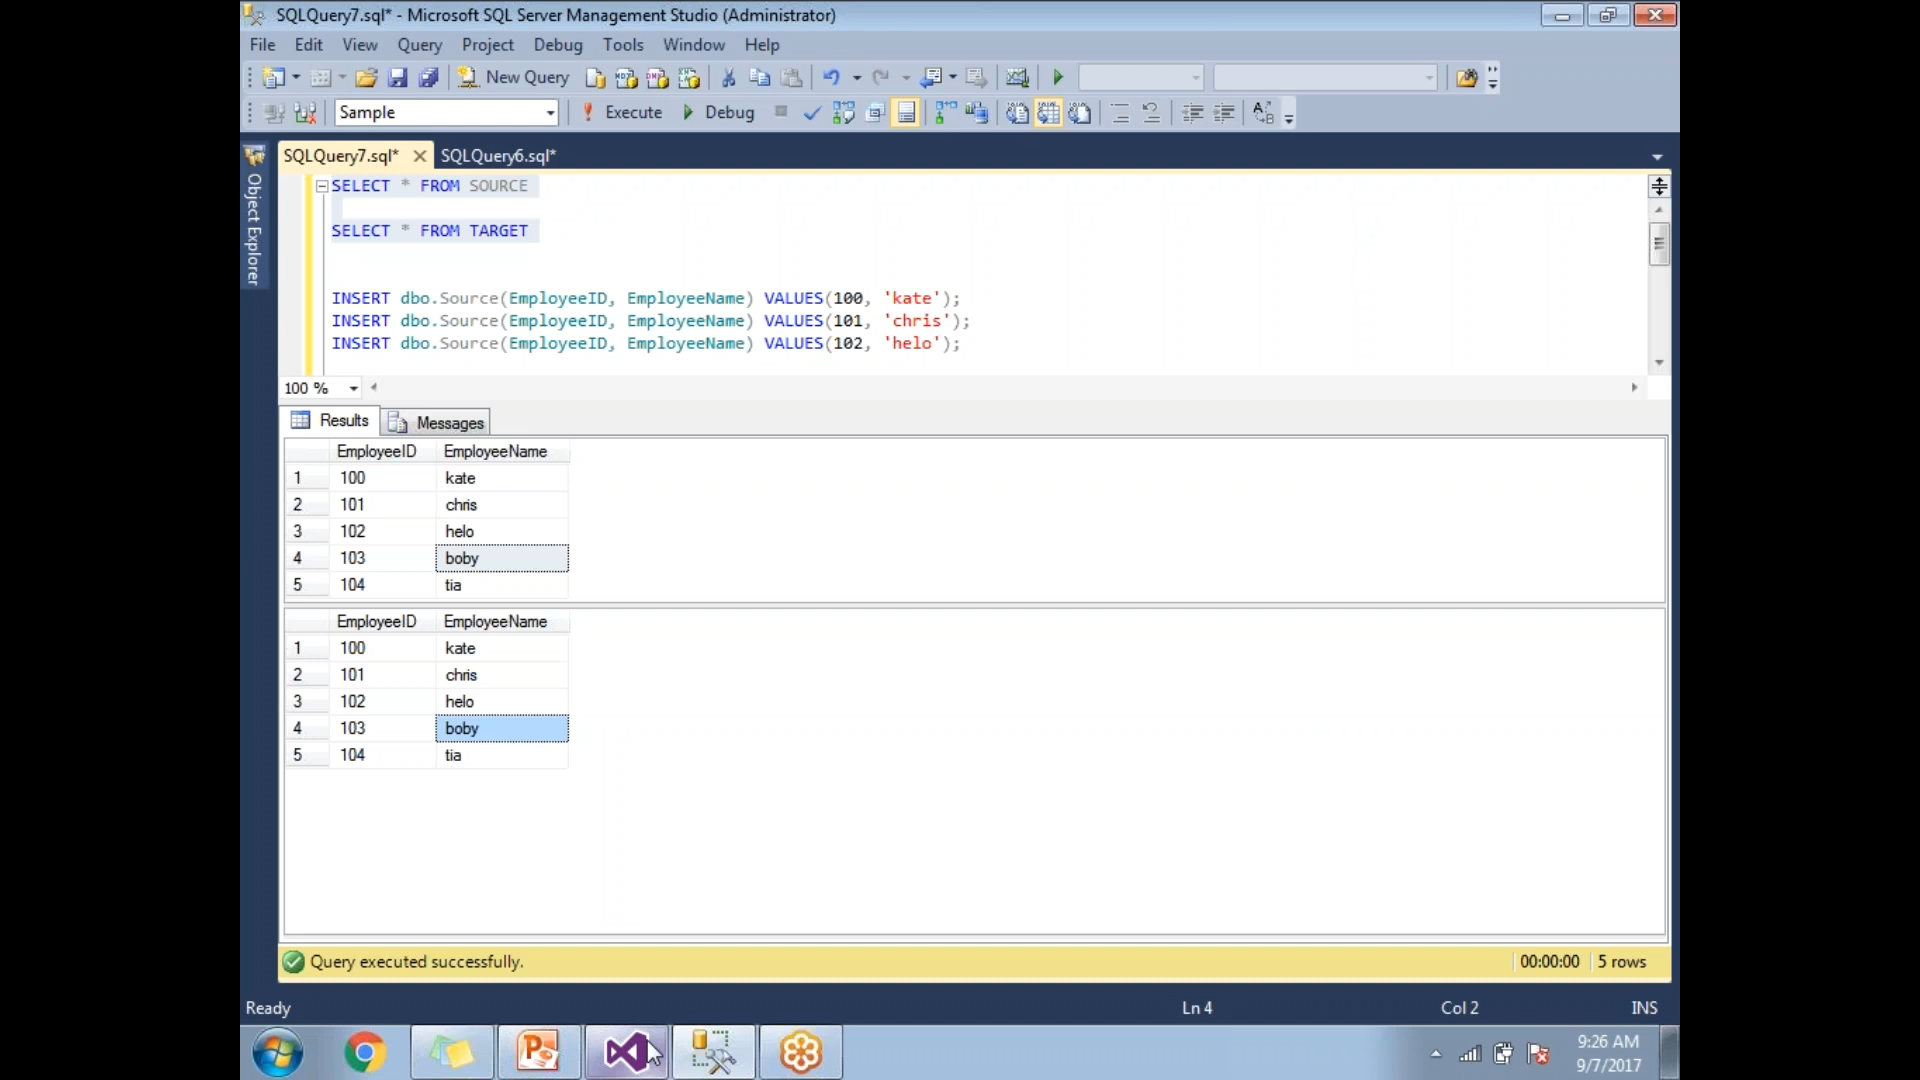 SQLQuery7.sql* - Microsoft SQL Server Management Studio (Administrator)
File Edit View Query Project Debug Tools Window Help
New Query
Sample Execute Debug
SQLQuery7.sql* SQLQuery6.sql*
Object Explorer
SELECT * FROM SOURCE
SELECT * FROM TARGET
INSERT dbo.Source(EmployeeID, EmployeeName) VALUES(100, 'kate');
INSERT dbo.Source(EmployeeID, EmployeeName) VALUES(101, 'chris');
INSERT dbo.Source(EmployeeID, EmployeeName) VALUES(102, 'helo');
100 %
Results Messages
EmployeeID EmployeeName
1 100 kate
2 101 chris
3 102 helo
4 103 boby
5 104 tia
EmployeeID EmployeeName
1 100 kate
2 101 chris
3 102 helo
4 103 boby
5 104 tia
Query executed successfully. 00:00:00 5 rows
Ready Ln 4 Col 2 INS
9:26 AM
9/7/2017